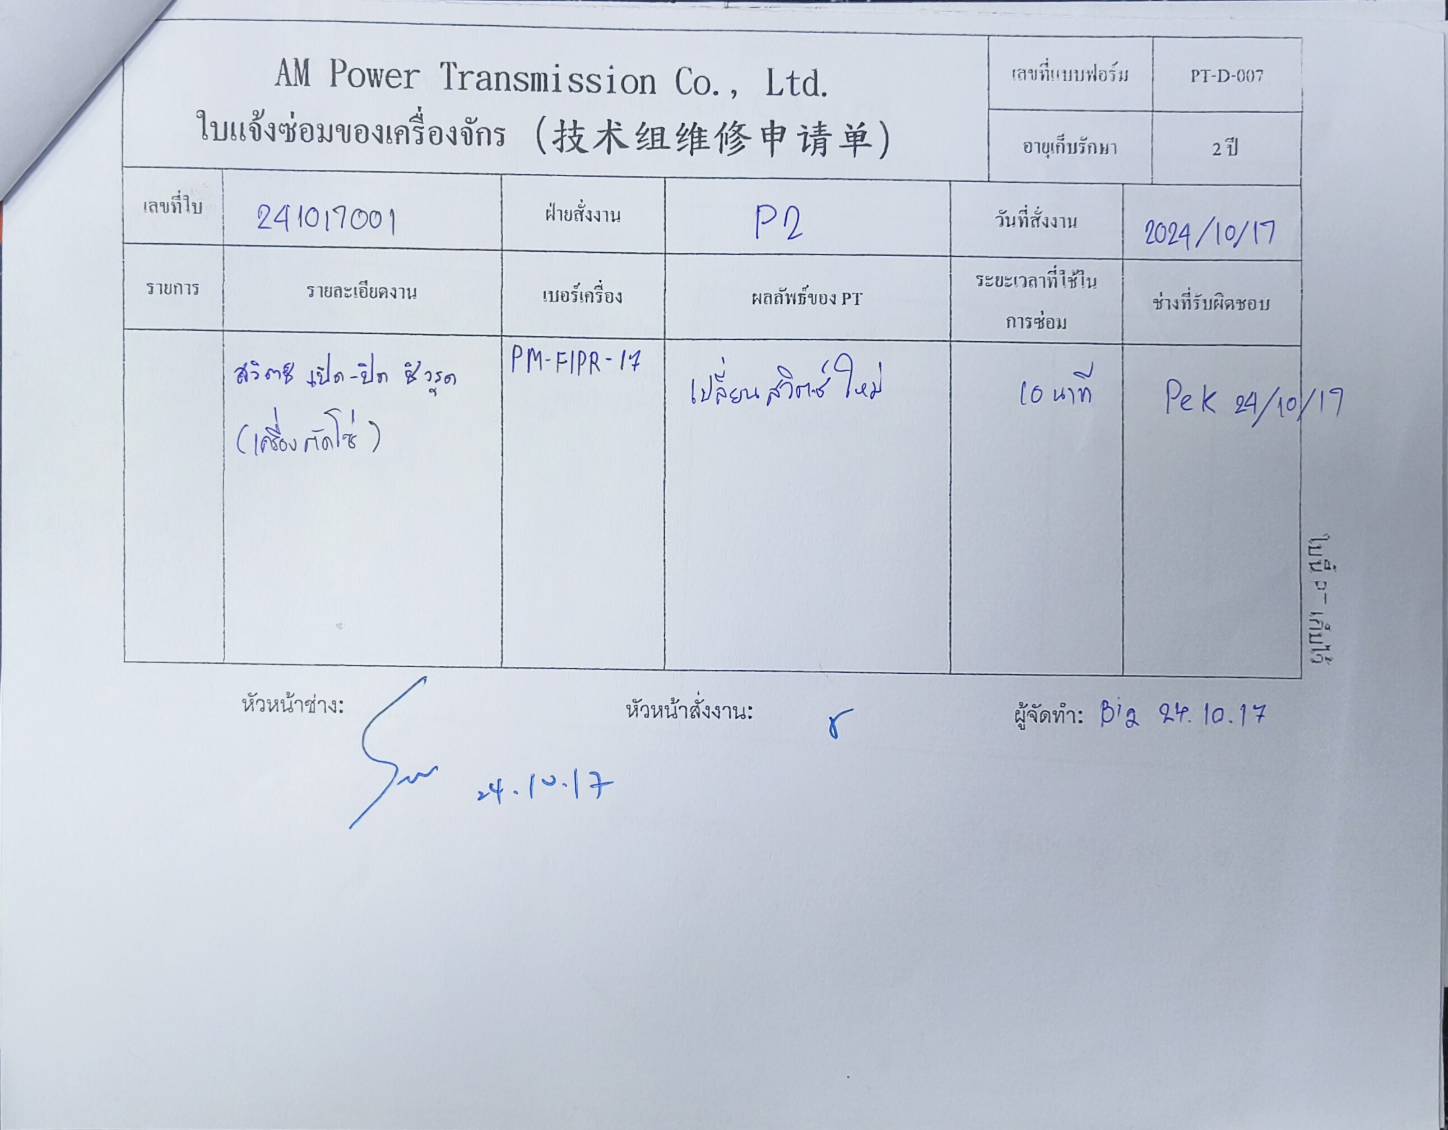 AM Power Transmission Co., Ltd.
ใบแจ้งซ่อมของเครื่องจักร (技术组维修申请单)
เลขที่แบบฟอร์ม PT-D-007
อายุเก็บรักษา 2 ปี
เลขที่ใบ 241017001 ฝ่ายสั่งงาน P2 วันที่สั่งงาน 2024/10/17
รายการ รายละเอียดงาน เบอร์เครื่อง ผลลัพธ์ของ PT ระยะเวลาที่ใช้ใน ช่างที่รับผิดชอบ
การซ่อม
สวิตซ์ เปิด-ปิด ชำรุด PM-FIPR-17 เปลี่ยนสวิตซ์ ใหม่ 10 นาที Pek 24/10/17
(เครื่องตัดโซ่)
ใบนี้ PT เก็บไว้
หัวหน้าช่าง: หัวหน้าสั่งงาน: ผู้จัดทำ: Big 24.10.17
24.10.17